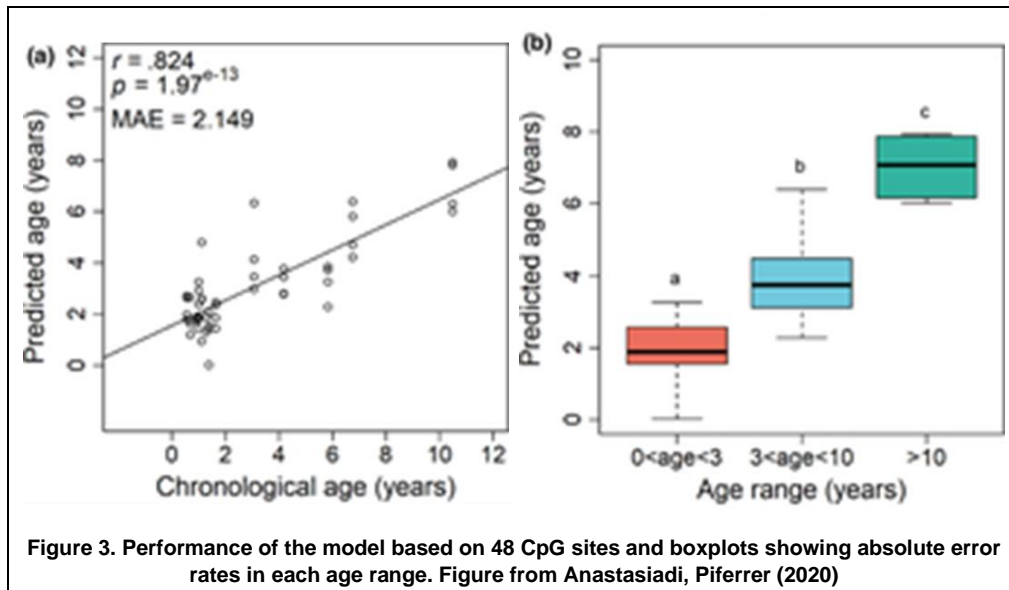 (a)
r = .824
p = 1.97e-13
MAE = 2.149
12
10
8
6
4
2
0
Predicted age (years)
0 2 4 6 8 10 12
Chronological age (years)
(b)
10
8
6
4
2
0
Predicted age (years)
a
b
c
0<age<3 3<age<10 >10
Age range (years)
Figure 3. Performance of the model based on 48 CpG sites and boxplots showing absolute error
rates in each age range. Figure from Anastasiadi, Piferrer (2020)